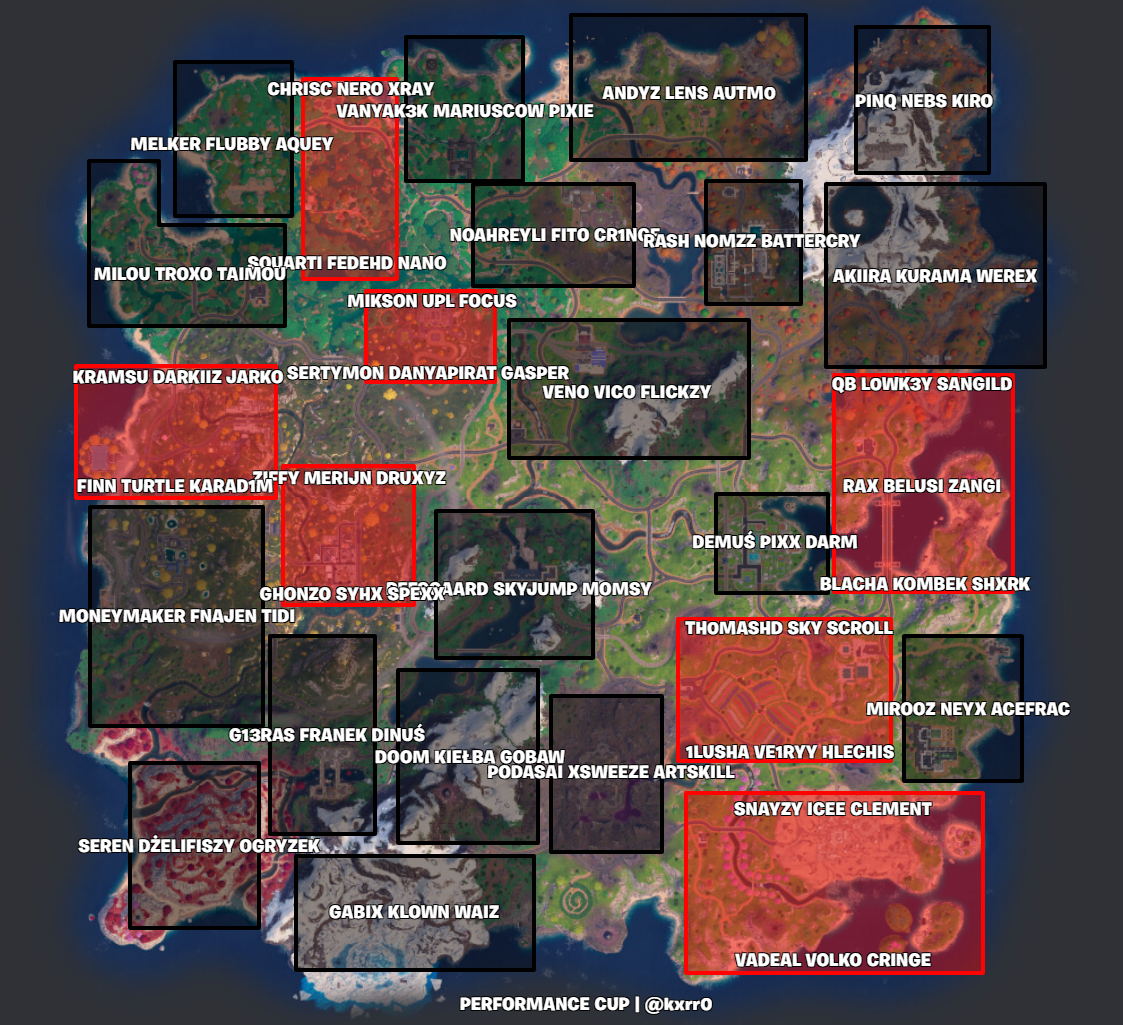 CHRISC NERO XRAY
ANDYZ LENS AUTMO
PINQ NEBS KIRO
VANYAK3K MARIUSCOW PIXIE
MELKER FLUBBY AQUEY
NOAHREYLI FITO CR1NGE
RASH NOMZZ BATTERCRY
SQUARTI FEDEHD NANO
MILOU TROXO TAIMOU
AKIIRA KURAMA WEREX
MIKSON UPL FOCUS
SERTYMON DANYAPIRAT GASPER
KRAMSU DARKIIZ JARKO
QB LOWK3Y SANGILD
VENO VICO FLICKZY
ZIFFY MERIJN DRUXYZ
FINN TURTLE KARAD1M
RAX BELUSI ZANGI
DEMUŚ PIXX DARM
BLACHA KOMBEK SHXRK
SKYJUMP MOMSY
GHONZO SYHX SPEXX
MONEYMAKER FNAJEN TIDI
THOMASHD SKY SCROLL
MIROOZ NEYX ACEFRAC
G13RAS FRANEK DINUŚ
1LUSHA VE1RYY HLECHIS
DOOM KIEŁBA GOBAW
PODASAI XSWEEZE ARTSKILL
SNAYZY ICEE CLEMENT
SEREN DŻELIFISZY OGRYZEK
GABIX KLOWN WAIZ
VADEAL VOLKO CRINGE
PERFORMANCE CUP | @kxrr0